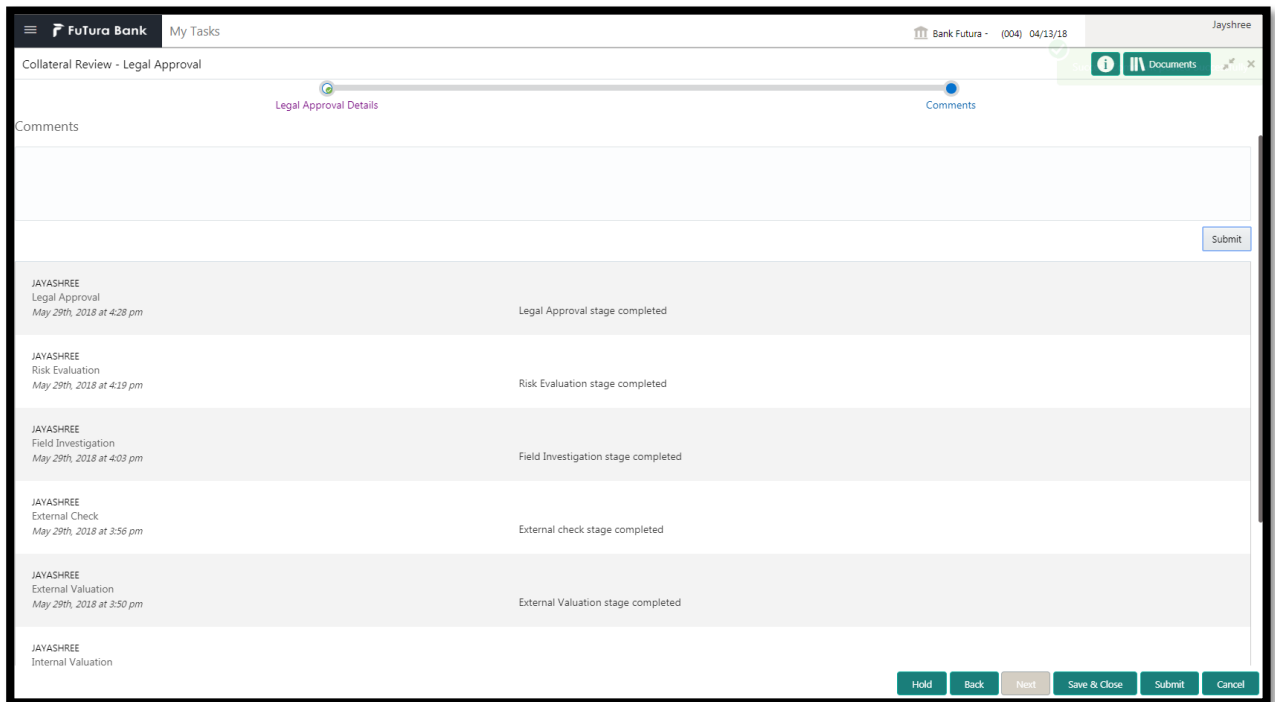 FuTura Bank
My Tasks
Bank Futura - (004) 04/13/18
Jayshree
Collateral Review - Legal Approval
Documents
Legal Approval Details
Comments
Comments
Submit
JAYASHREE
Legal Approval
May 29th, 2018 at 4:28 pm
Legal Approval stage completed
JAYASHREE
Risk Evaluation
May 29th, 2018 at 4:19 pm
Risk Evaluation stage completed
JAYASHREE
Field Investigation
May 29th, 2018 at 4:03 pm
Field Investigation stage completed
JAYASHREE
External Check
May 29th, 2018 at 3:56 pm
External check stage completed
JAYASHREE
External Valuation
May 29th, 2018 at 3:50 pm
External Valuation stage completed
JAYASHREE
Internal Valuation
Hold
Back
Next
Save & Close
Submit
Cancel